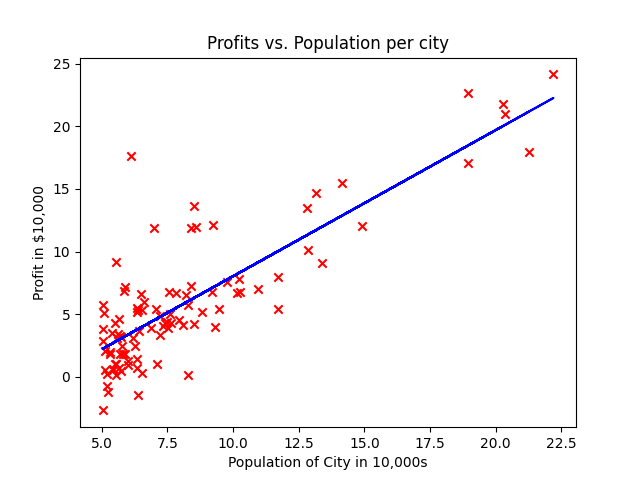 Profits vs. Population per city
Profit in $10,000
25
20
15
10
5
0
5.0 7.5 10.0 12.5 15.0 17.5 20.0 22.5
Population of City in 10,000s